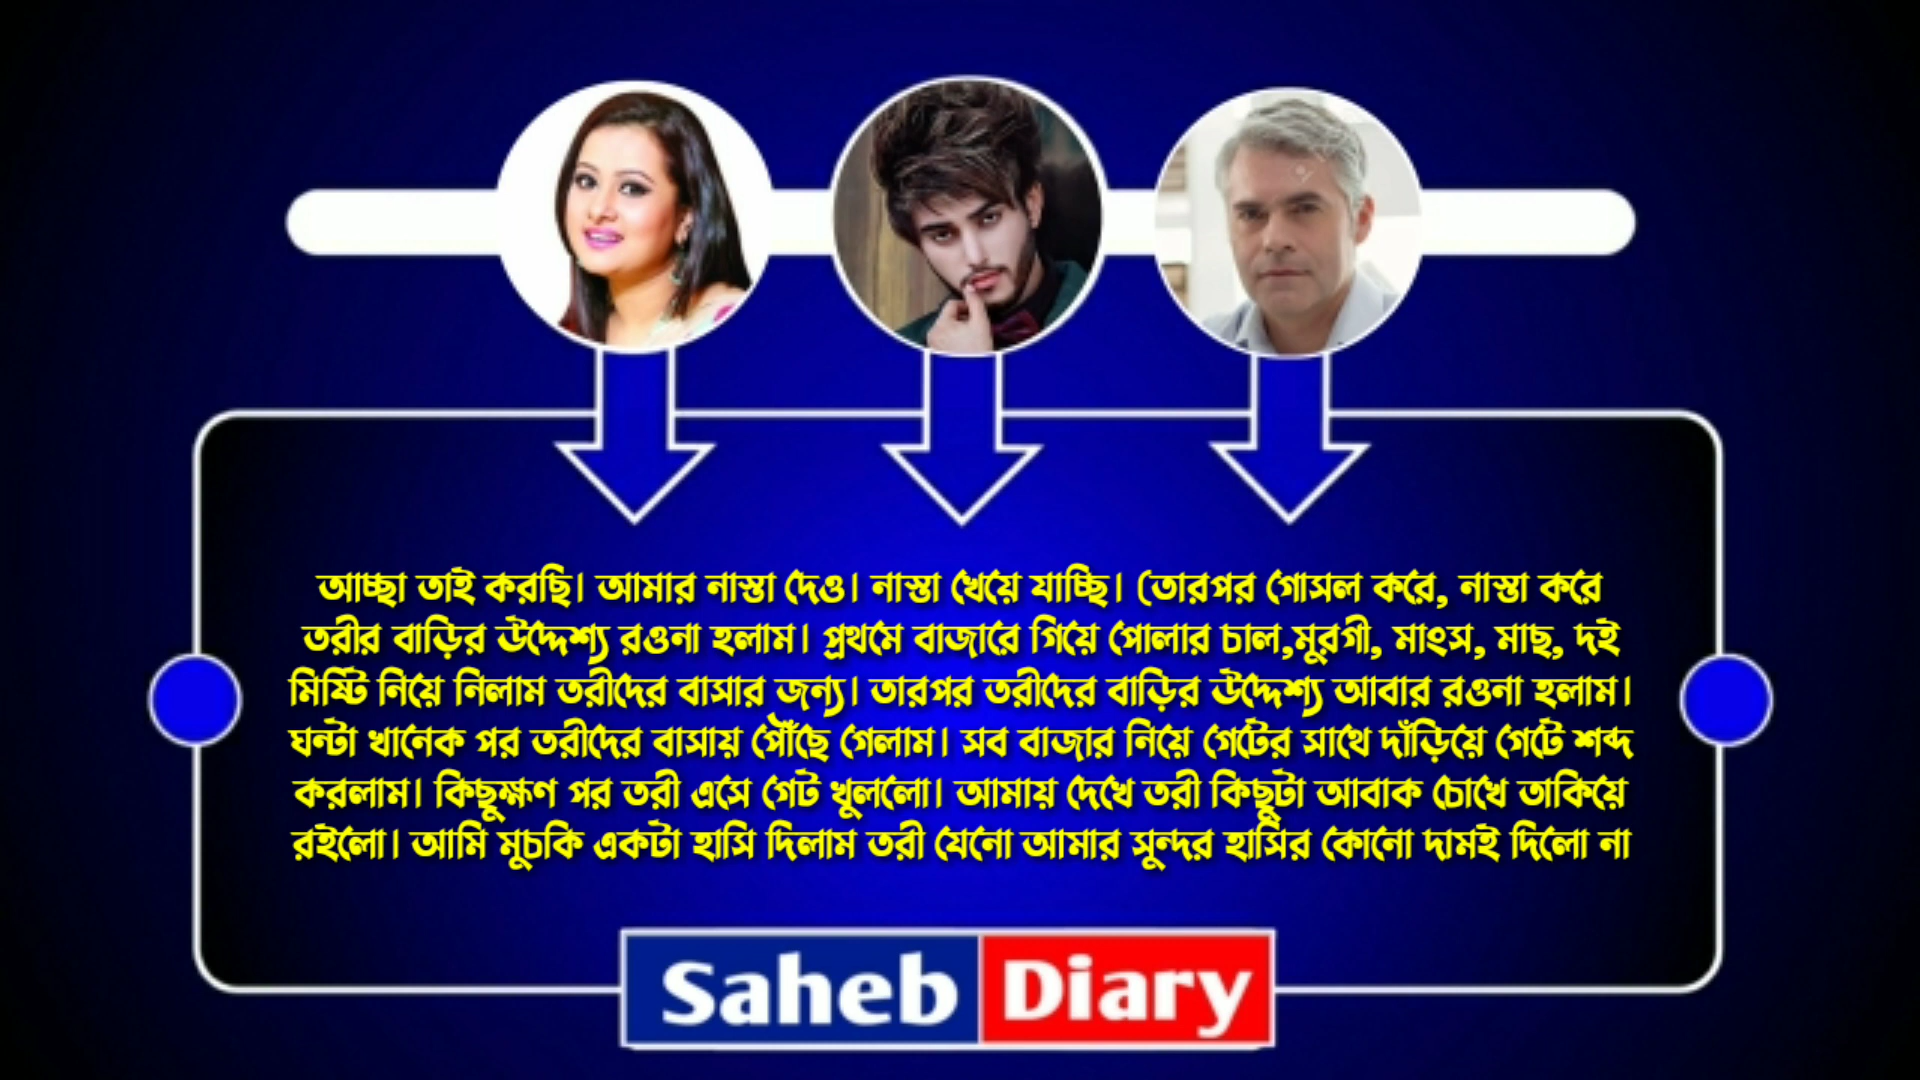 আচ্ছা তাই করছি। আমার নাস্তা দেও। নাস্তা খেয়ে যাচ্ছি। (তোরপর গোসল করে, নাস্তা করে
তরীর বাড়ির উদ্দেশ্য রওনা হলাম। প্রথমে বাজারে গিয়ে পোলার চাল,মুরগী, মাংস, মাছ, দই
মিষ্টি নিয়ে নিলাম তরীদের বাসার জন্য। তারপর তরীদের বাড়ির উদ্দেশ্য আবার রওনা হলাম।
ঘন্টা খানেক পর তরীদের বাসায় পৌঁছে গেলাম। সব বাজার নিয়ে গেটের সাথে দাঁড়িয়ে গেটে শব্দ
করলাম। কিছুক্ষণ পর তরী এসে গেট খুললো। আমায় দেখে তরী কিছুটা আবাক চোখে তাকিয়ে
রইলো। আমি মুচকি একটা হাসি দিলাম তরী যেনো আমার সুন্দর হাসির কোনো দামই দিলো না
Saheb Diary